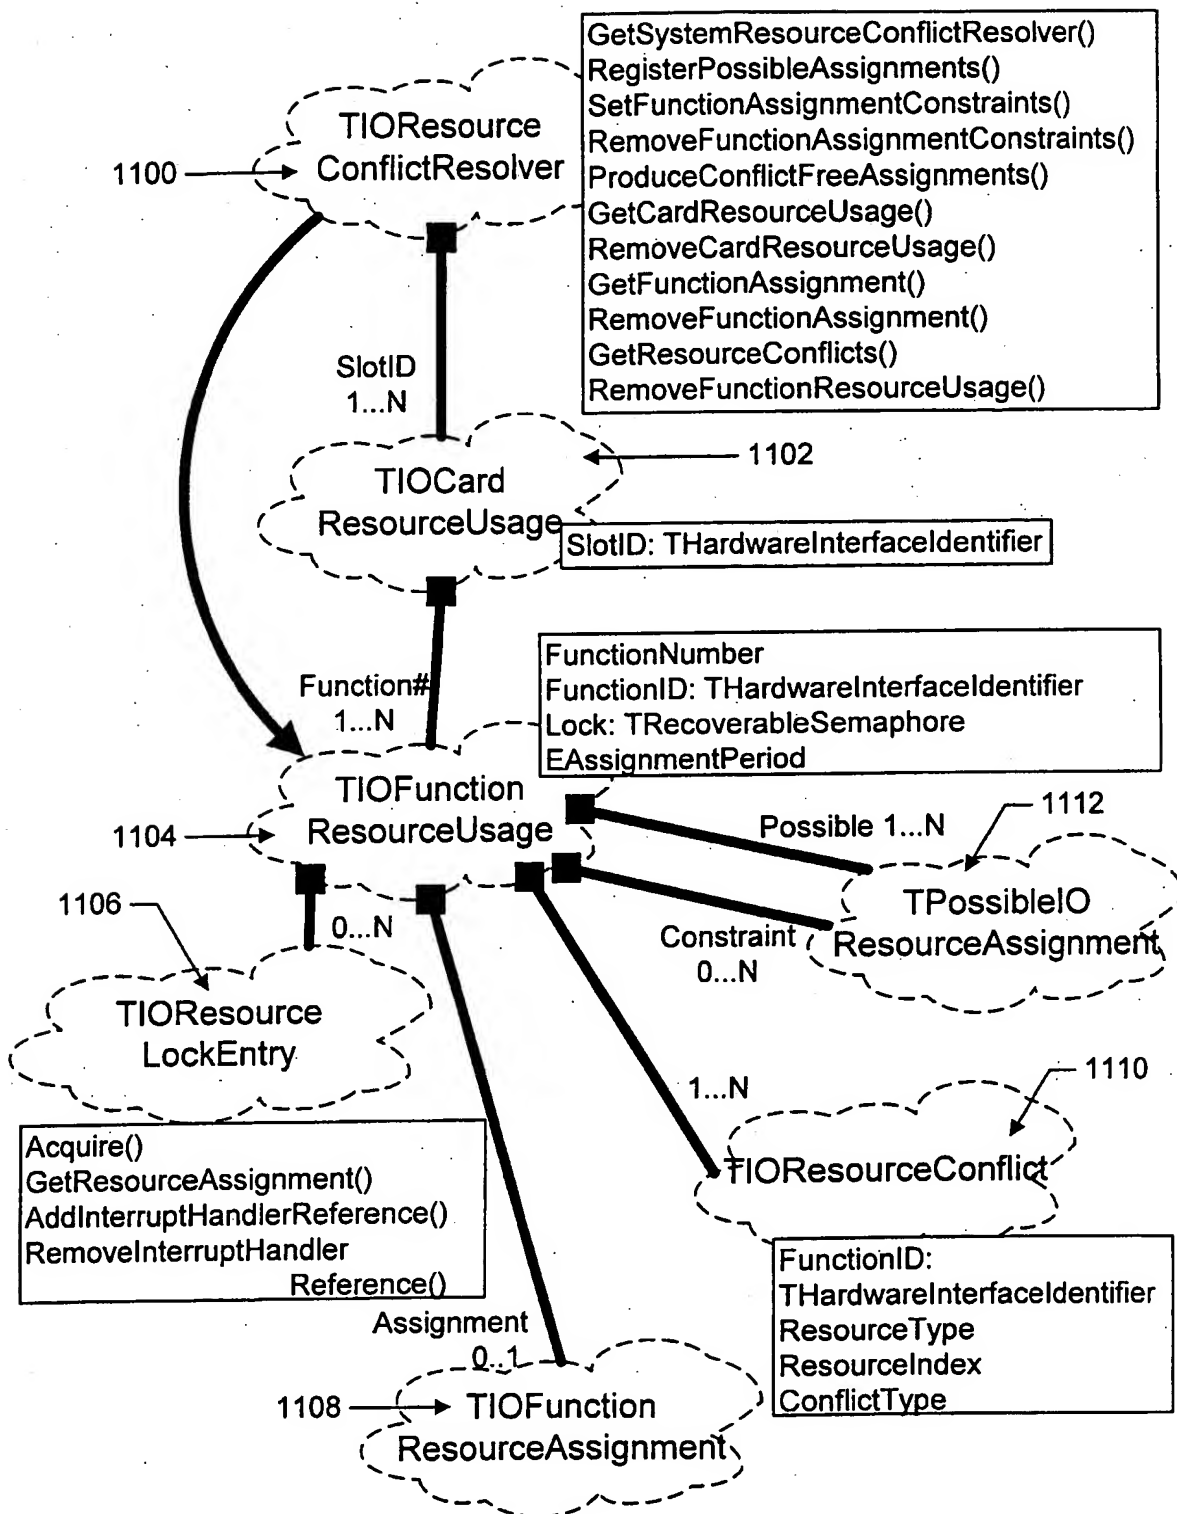 GetSystemResourceConflictResolver()
RegisterPossibleAssignments()
SetFunctionAssignmentConstraints()
RemoveFunctionAssignmentConstraints()
ProduceConflictFreeAssignments()
GetCardResourceUsage()
RemoveCardResourceUsage()
GetFunctionAssignment()
RemoveFunctionAssignment()
GetResourceConflicts()
RemoveFunctionResourceUsage()
TIOResource
ConflictResolver
1100
SlotID
1...N
1102
TIOCard
ResourceUsage
SlotID: THardwareInterfaceIdentifier
Function#
1...N
FunctionNumber
FunctionID: THardwareInterfaceIdentifier
Lock: TRecoverableSemaphore
EAssignmentPeriod
TIOFunction
ResourceUsage
1104
Possible 1...N
1112
TPossibleIO
ResourceAssignment
Constraint
0...N
1106
0...N
TIOResource
LockEntry
1...N
1110
TIOResourceConflict
Acquire()
GetResourceAssignment()
AddInterruptHandlerReference()
RemoveInterruptHandler
Reference()
FunctionID:
THardwareInterfaceIdentifier
ResourceType
ResourceIndex
ConflictType
Assignment
0..1
1108
TIOFunction
ResourceAssignment